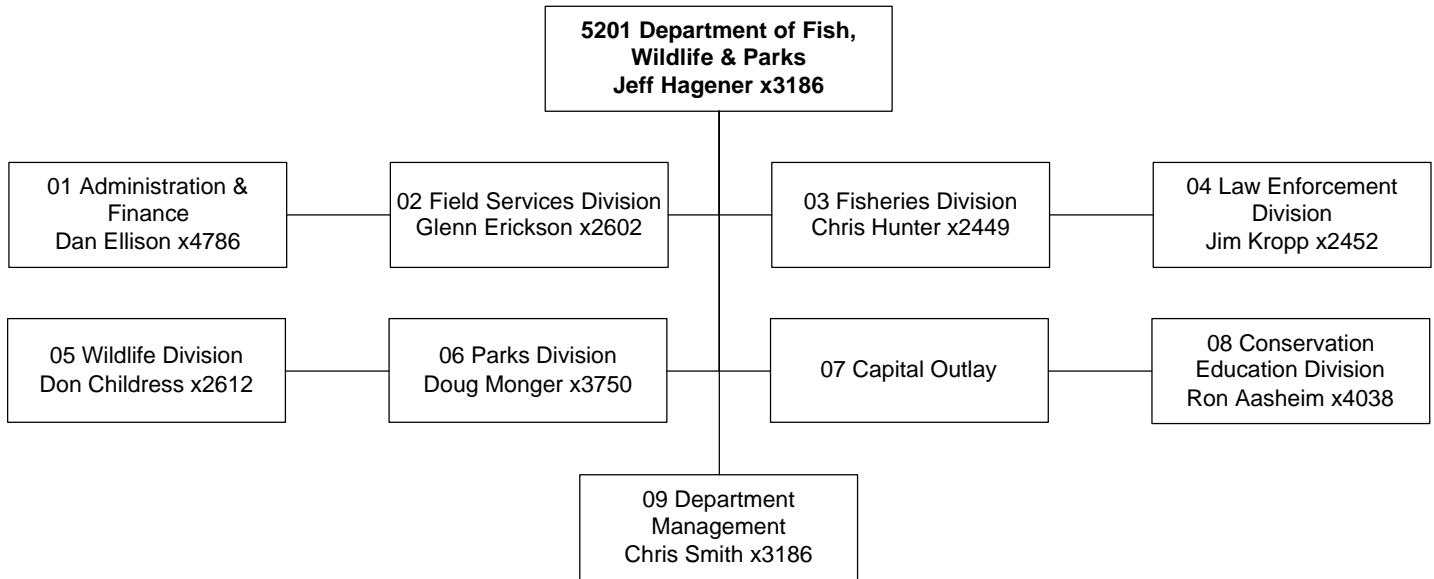 5201 Department of Fish,
Wildlife & Parks
Jeff Hagener x3186
01 Administration &
Finance
Dan Ellison x4786
02 Field Services Division
Glenn Erickson x2602
03 Fisheries Division
Chris Hunter x2449
04 Law Enforcement
Division
Jim Kropp x2452
05 Wildlife Division
Don Childress x2612
06 Parks Division
Doug Monger x3750
07 Capital Outlay
08 Conservation
Education Division
Ron Aasheim x4038
09 Department
Management
Chris Smith x3186